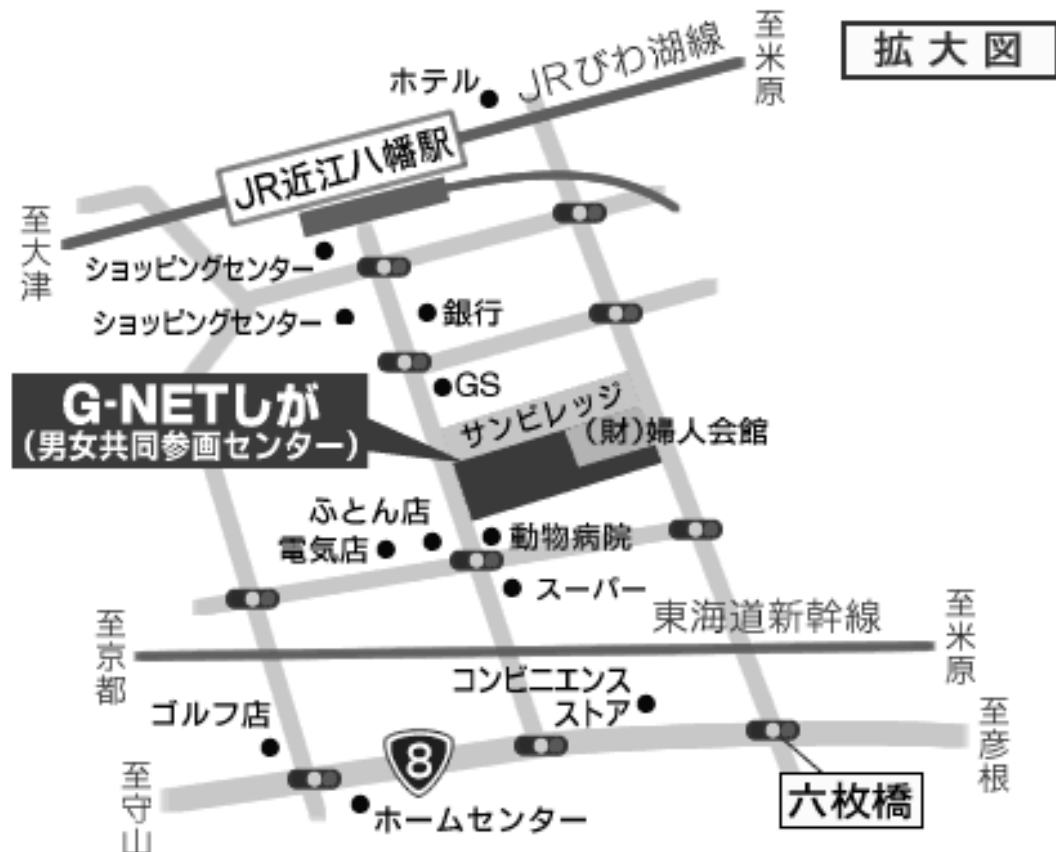 拡大図
至米原
JRびわ湖線
ホテル
JR近江八幡駅
至大津
ショッピングセンター
ショッピングセンター
銀行
GS
G-NETしが
(男女共同参画センター)
サンビレッジ
(財)婦人会館
ふとん店
電気店
動物病院
スーパー
東海道新幹線
至京都
至米原
コンビニエンス
ストア
ゴルフ店
8
至彦根
至守山
六枚橋
ホームセンター